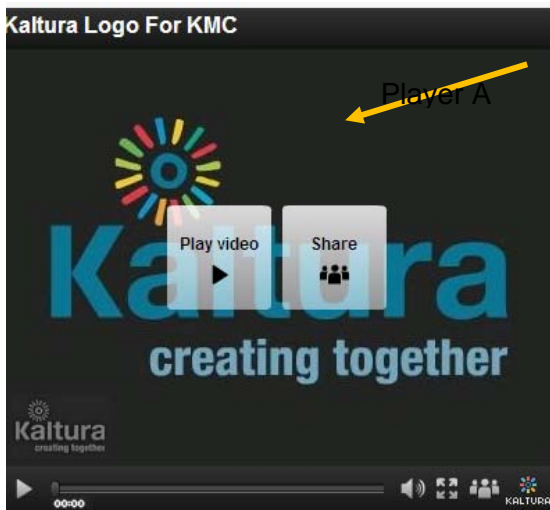 Kaltura Logo For KMC
Player A
Play video
Share
Kaltura
creating together
Kaltura
creating together
00:00
KALTURA